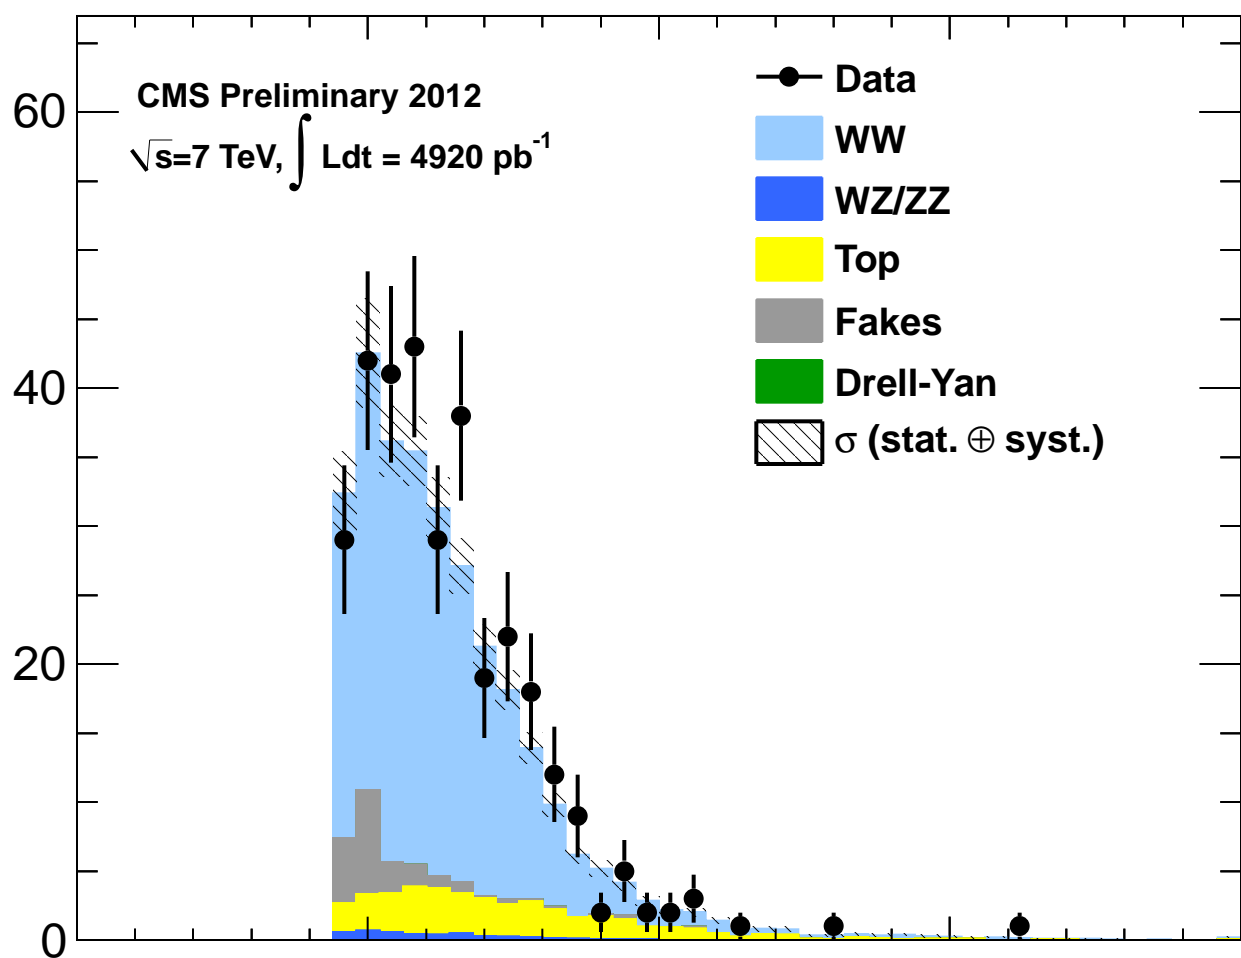 CMS Preliminary 2012
√s=7 TeV, ∫ Ldt = 4920 pb⁻¹
Data
WW
WZ/ZZ
Top
Fakes
Drell-Yan
σ (stat. ⊕ syst.)
60
40
20
0